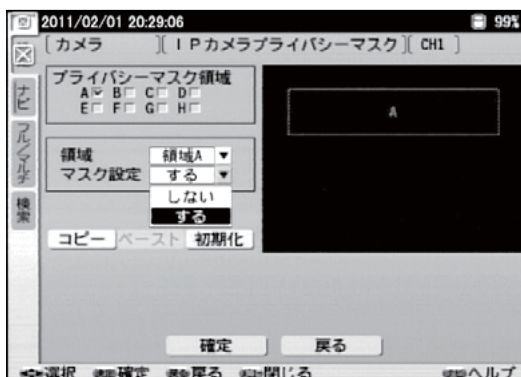 2011/02/01 20:29:06 99%
[カメラ ][IPカメラプライバシーマスク][ CH1 ]
プライバシーマスク領域
A B C D
E F G H
A
領域 領域A ▼
マスク設定 する ▼
しない
する
コピー ペースト 初期化
確定 戻る
選択 確定 戻る 閉じる ヘルプ
ナビ
フル/マルチ
検索